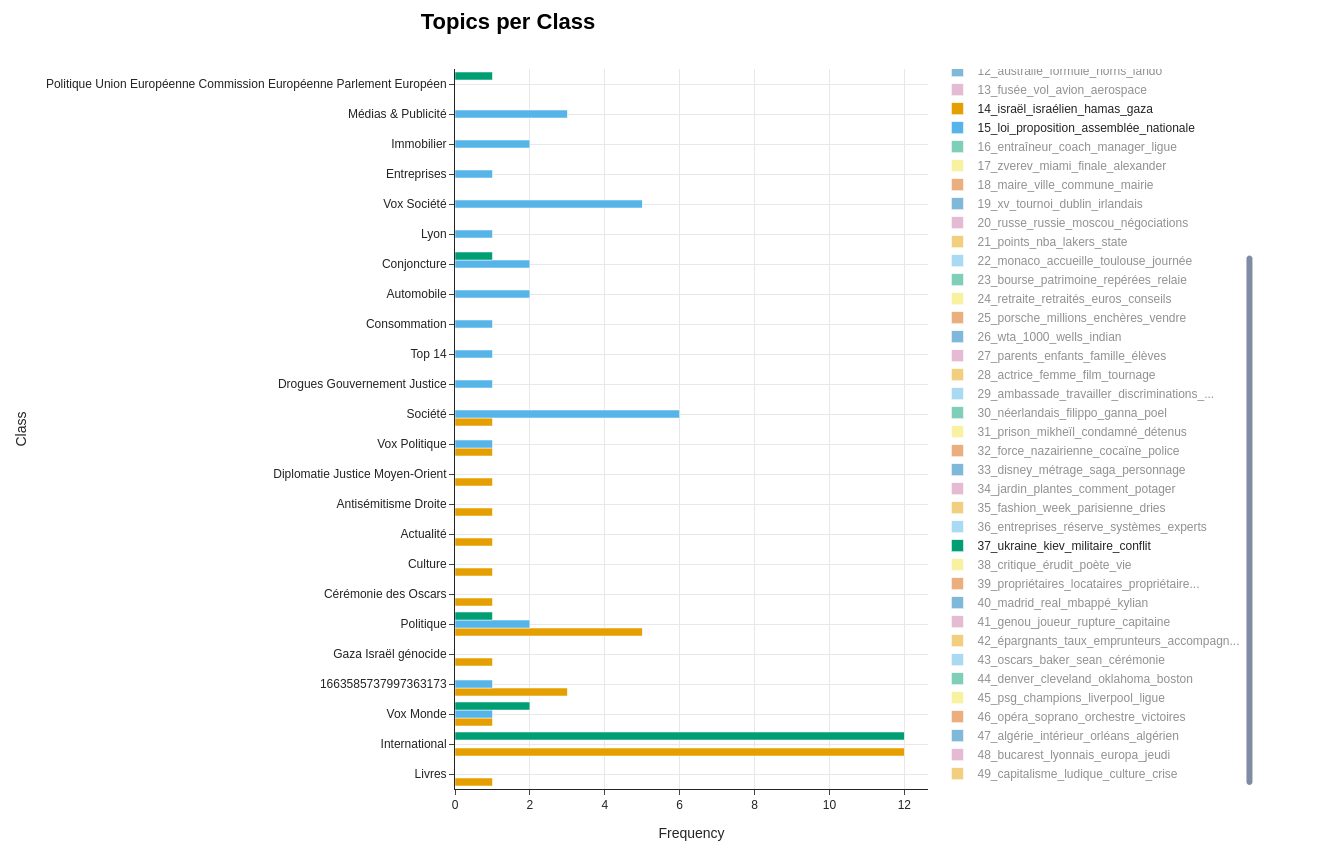 Topics per Class
Class
Politique Union Européenne Commission Européenne Parlement Européen
Médias & Publicité
Immobilier
Entreprises
Vox Société
Lyon
Conjoncture
Automobile
Consommation
Top 14
Drogues Gouvernement Justice
Société
Vox Politique
Diplomatie Justice Moyen-Orient
Antisémitisme Droite
Actualité
Culture
Cérémonie des Oscars
Politique
Gaza Israël génocide
1663585737997363173
Vox Monde
International
Livres
0 2 4 6 8 10 12
Frequency
12_australie_formule_norris_lando
13_fusée_vol_avion_aerospace
14_israël_israélien_hamas_gaza
15_loi_proposition_assemblée_nationale
16_entraîneur_coach_manager_ligue
17_zverev_miami_finale_alexander
18_maire_ville_commune_mairie
19_xv_tournoi_dublin_irlandais
20_russe_russie_moscou_négociations
21_points_nba_lakers_state
22_monaco_accueille_toulouse_journée
23_bourse_patrimoine_repérées_relaie
24_retraite_retraités_euros_conseils
25_porsche_millions_enchères_vendre
26_wta_1000_wells_indian
27_parents_enfants_famille_élèves
28_actrice_femme_film_tournage
29_ambassade_travailler_discriminations_...
30_néerlandais_filippo_ganna_poel
31_prison_mikheïl_condamné_détenus
32_force_nazairienne_cocaïne_police
33_disney_métrage_saga_personnage
34_jardin_plantes_comment_potager
35_fashion_week_parisienne_dries
36_entreprises_réserve_systèmes_experts
37_ukraine_kiev_militaire_conflit
38_critique_érudit_poète_vie
39_propriétaires_locataires_propriétaire...
40_madrid_real_mbappé_kylian
41_genou_joueur_rupture_capitaine
42_épargnants_taux_emprunteurs_accompagn...
43_oscars_baker_sean_cérémonie
44_denver_cleveland_oklahoma_boston
45_psg_champions_liverpool_ligue
46_opéra_soprano_orchestre_victoires
47_algérie_intérieur_orléans_algérien
48_bucarest_lyonnais_europa_jeudi
49_capitalisme_ludique_culture_crise